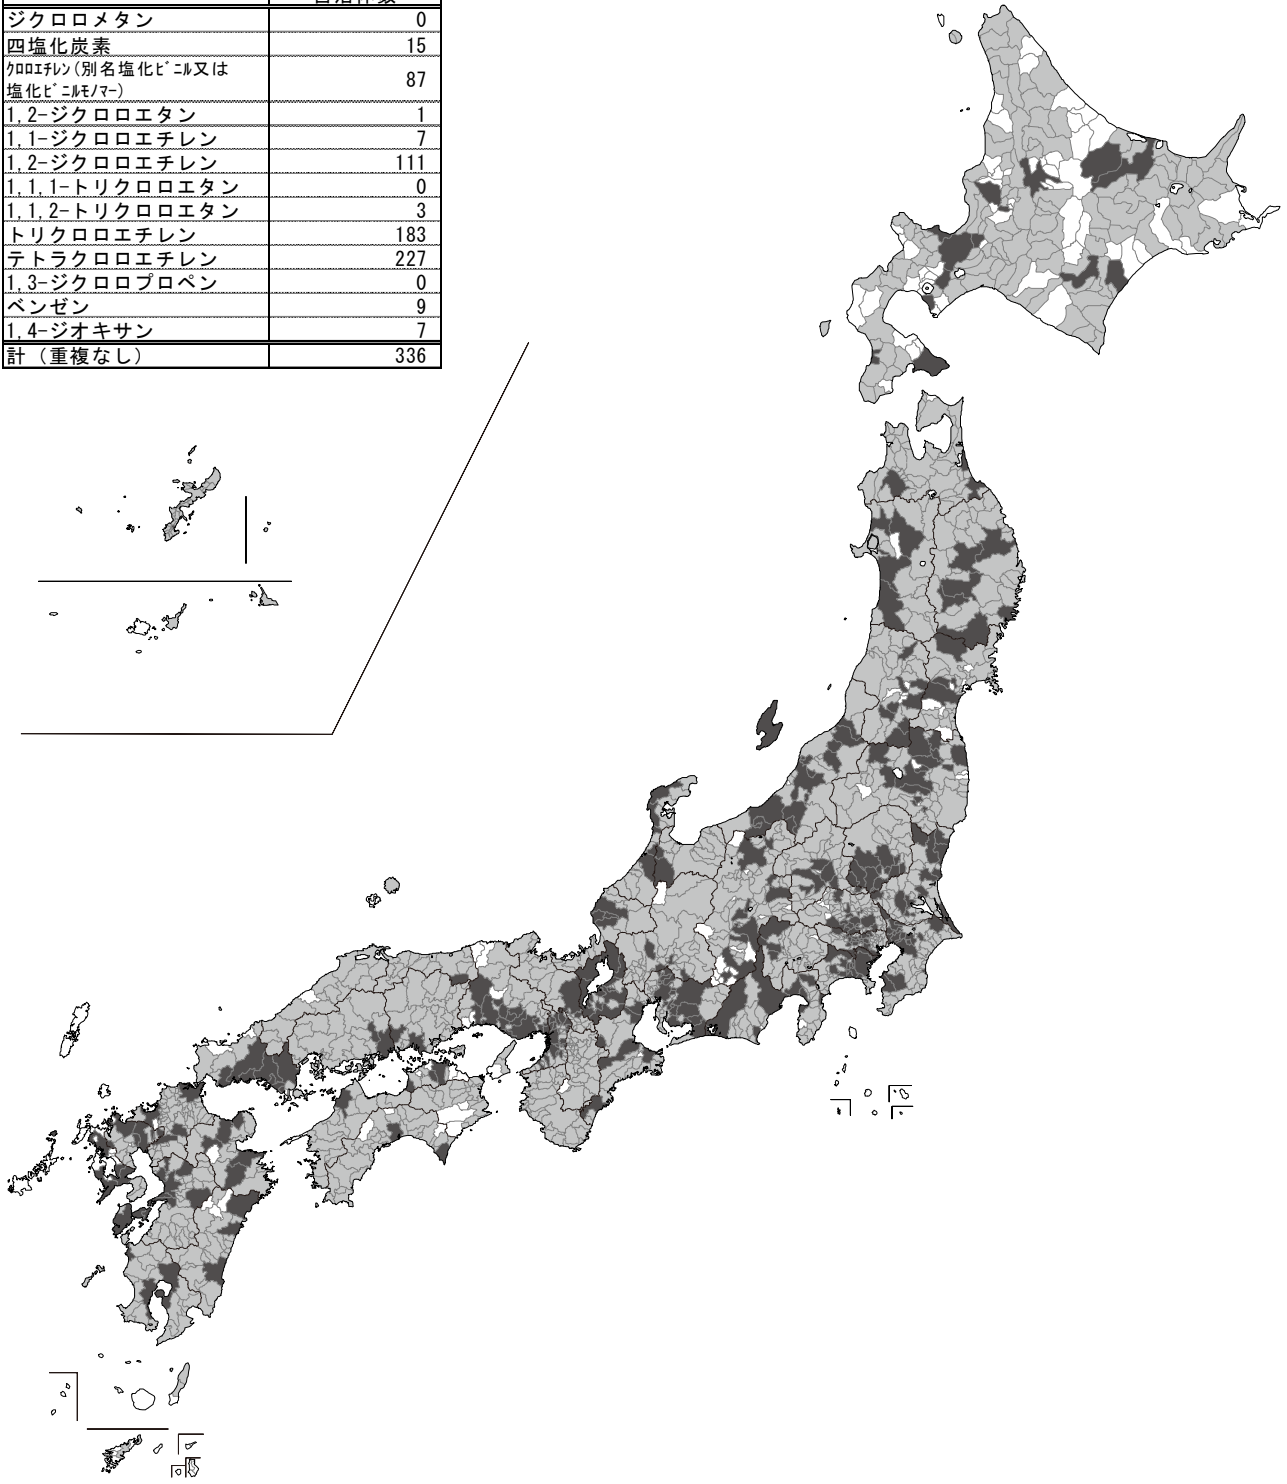 自治体数
ジクロロメタン 0
四塩化炭素 15
ｸﾛﾛｴﾁﾚﾝ(別名塩化ﾋﾞﾆﾙ又は
塩化ﾋﾞﾆﾙﾓﾉﾏｰ) 87
1,2-ジクロロエタン 1
1,1-ジクロロエチレン 7
1,2-ジクロロエチレン 111
1,1,1-トリクロロエタン 0
1,1,2-トリクロロエタン 3
トリクロロエチレン 183
テトラクロロエチレン 227
1,3-ジクロロプロペン 0
ベンゼン 9
1,4-ジオキサン 7
計（重複なし） 336